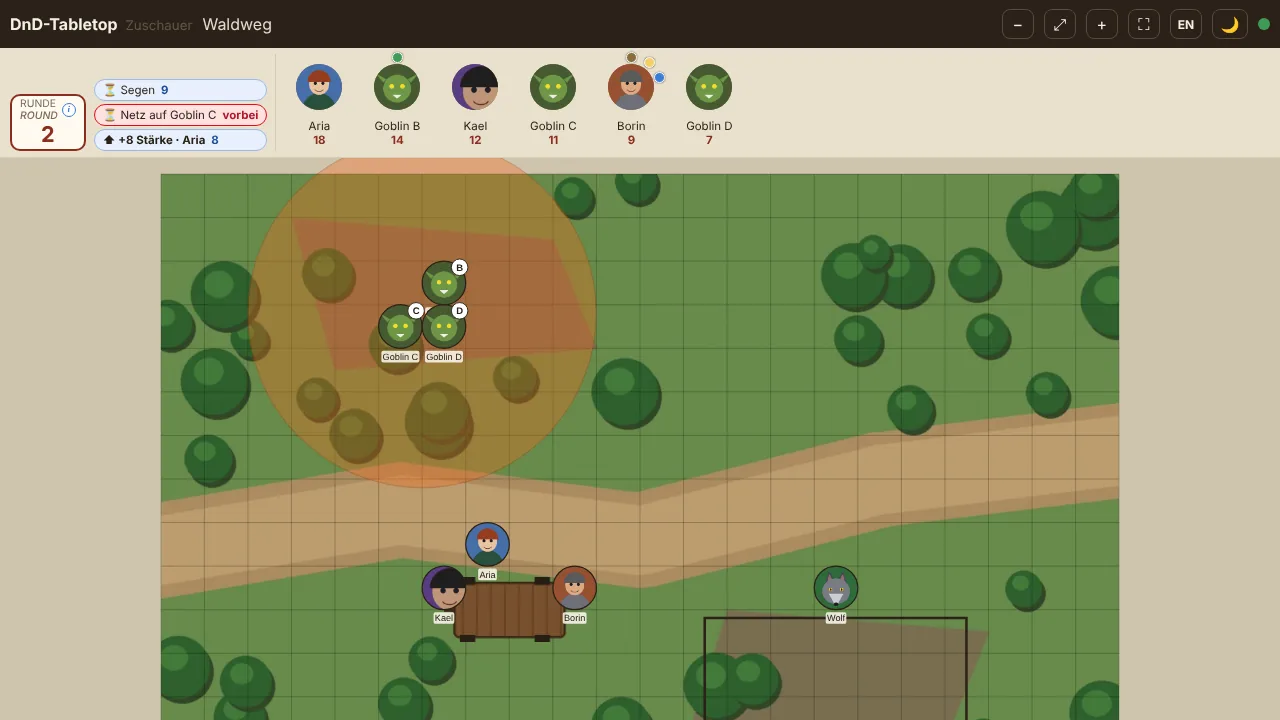 DnD-Tabletop Zuschauer Waldweg
− + EN
RUNDE
ROUND
i
2
Segen 9
Netz auf Goblin C vorbei
+8 Stärke · Aria 8
Aria
18
Goblin B
14
Kael
12
Goblin C
11
Borin
9
Goblin D
7
B
C
D
Goblin C
Goblin D
Aria
Kael
Borin
Wolf